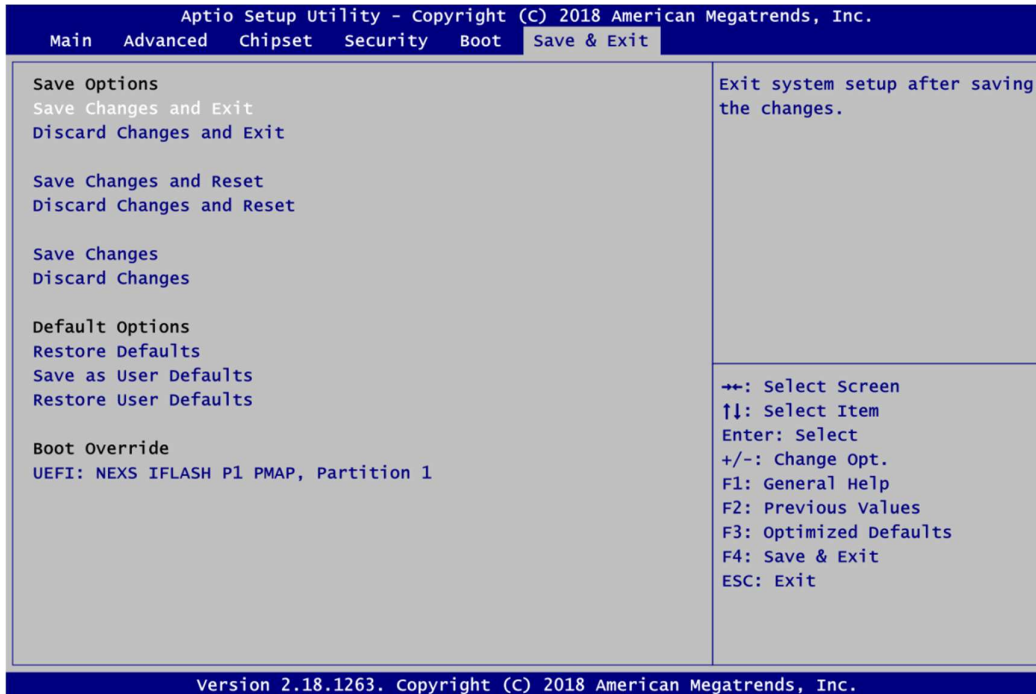 Aptio Setup Utility - Copyright (C) 2018 American Megatrends, Inc.
Main Advanced Chipset Security Boot Save & Exit
Save Options
Save Changes and Exit
Discard Changes and Exit
Save Changes and Reset
Discard Changes and Reset
Save Changes
Discard Changes
Default Options
Restore Defaults
Save as User Defaults
Restore User Defaults
Boot Override
UEFI: NEXS IFLASH P1 PMAP, Partition 1
Exit system setup after saving
the changes.
→←: Select Screen
↑↓: Select Item
Enter: Select
+/-: Change Opt.
F1: General Help
F2: Previous Values
F3: Optimized Defaults
F4: Save & Exit
ESC: Exit
Version 2.18.1263. Copyright (C) 2018 American Megatrends, Inc.